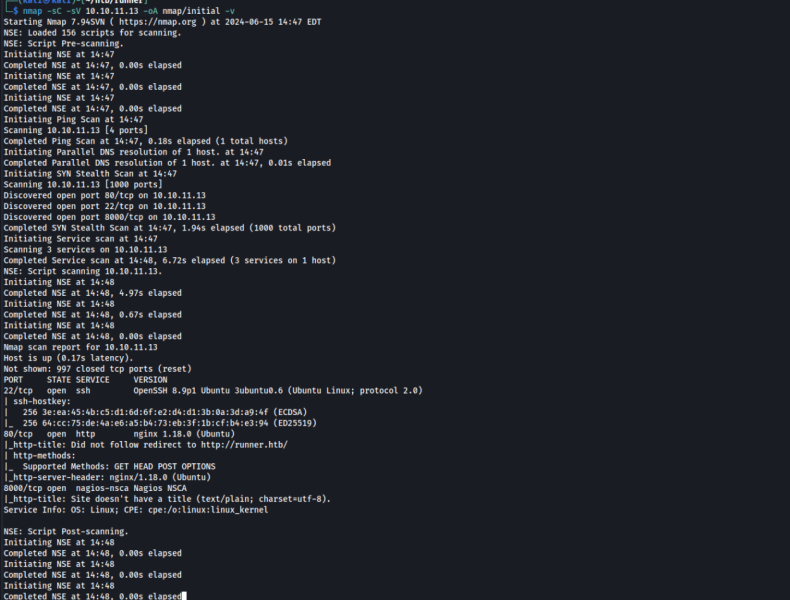 (kali㉿kali)-[~/htb/runner]
└─$ nmap -sC -sV 10.10.11.13 -oA nmap/initial -v
Starting Nmap 7.94SVN ( https://nmap.org ) at 2024-06-15 14:47 EDT
NSE: Loaded 156 scripts for scanning.
NSE: Script Pre-scanning.
Initiating NSE at 14:47
Completed NSE at 14:47, 0.00s elapsed
Initiating NSE at 14:47
Completed NSE at 14:47, 0.00s elapsed
Initiating NSE at 14:47
Completed NSE at 14:47, 0.00s elapsed
Initiating Ping Scan at 14:47
Scanning 10.10.11.13 [4 ports]
Completed Ping Scan at 14:47, 0.18s elapsed (1 total hosts)
Initiating Parallel DNS resolution of 1 host. at 14:47
Completed Parallel DNS resolution of 1 host. at 14:47, 0.01s elapsed
Initiating SYN Stealth Scan at 14:47
Scanning 10.10.11.13 [1000 ports]
Discovered open port 80/tcp on 10.10.11.13
Discovered open port 22/tcp on 10.10.11.13
Discovered open port 8000/tcp on 10.10.11.13
Completed SYN Stealth Scan at 14:47, 1.94s elapsed (1000 total ports)
Initiating Service scan at 14:47
Scanning 3 services on 10.10.11.13
Completed Service scan at 14:48, 6.72s elapsed (3 services on 1 host)
NSE: Script scanning 10.10.11.13.
Initiating NSE at 14:48
Completed NSE at 14:48, 4.97s elapsed
Initiating NSE at 14:48
Completed NSE at 14:48, 0.67s elapsed
Initiating NSE at 14:48
Completed NSE at 14:48, 0.00s elapsed
Nmap scan report for 10.10.11.13
Host is up (0.17s latency).
Not shown: 997 closed tcp ports (reset)
PORT     STATE SERVICE     VERSION
22/tcp   open  ssh         OpenSSH 8.9p1 Ubuntu 3ubuntu0.6 (Ubuntu Linux; protocol 2.0)
| ssh-hostkey:
|   256 3e:ea:45:4b:c5:d1:6d:6f:e2:d4:d1:3b:0a:3d:a9:4f (ECDSA)
|_  256 64:cc:75:de:4a:e6:a5:b4:73:eb:3f:1b:cf:b4:e3:94 (ED25519)
80/tcp   open  http        nginx 1.18.0 (Ubuntu)
|_http-title: Did not follow redirect to http://runner.htb/
| http-methods:
|_  Supported Methods: GET HEAD POST OPTIONS
|_http-server-header: nginx/1.18.0 (Ubuntu)
8000/tcp open  nagios-nsca Nagios NSCA
|_http-title: Site doesn't have a title (text/plain; charset=utf-8).
Service Info: OS: Linux; CPE: cpe:/o:linux:linux_kernel
NSE: Script Post-scanning.
Initiating NSE at 14:48
Completed NSE at 14:48, 0.00s elapsed
Initiating NSE at 14:48
Completed NSE at 14:48, 0.00s elapsed
Initiating NSE at 14:48
Completed NSE at 14:48, 0.00s elapsed